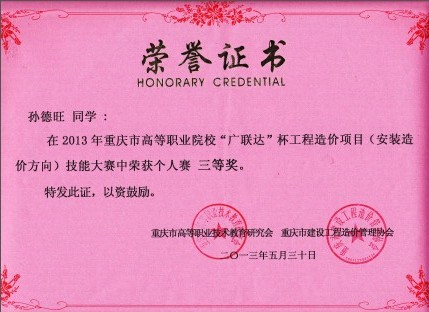 荣誉证书
HONORARY CREDENTIAL
孙德旺 同学：
在2013年重庆市高等职业院校“广联达”杯工程造价项目（安装造
价方向）技能大赛中荣获个人赛 三等奖。
特发此证，以资鼓励。
重庆市高等职业技术教育研究会 重庆市建设工程造价管理协会
二〇一三年五月三十日